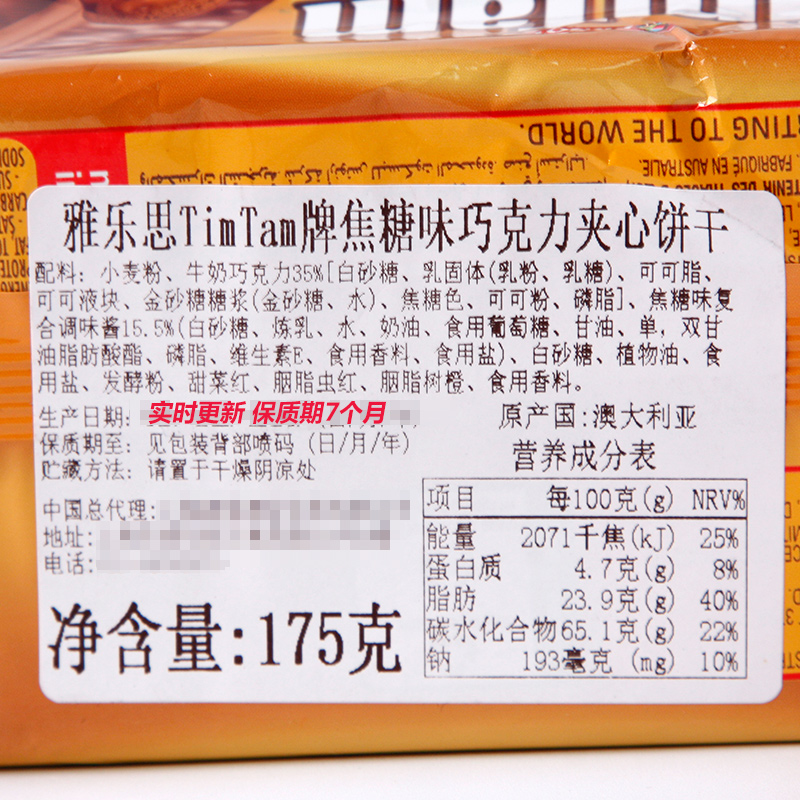 TING TO THE WORLD.
. FABRIQUÉ EN AUSTRALIE.
雅乐思TimTam牌焦糖味巧克力夹心饼干
配料: 小麦粉、牛奶巧克力35%[白砂糖、乳固体(乳粉、乳糖)、可可脂、
可可液块、金砂糖糖浆(金砂糖、水)、焦糖色、可可粉、磷脂]、焦糖味复
合调味酱15.5%(白砂糖、炼乳、水、奶油、食用葡萄糖、甘油、单，双甘
油脂肪酸酯、磷脂、维生素E、食用香料、食用盐)、白砂糖、植物油、食
用盐、发酵粉、甜菜红、胭脂虫红、胭脂树橙、食用香料。
生产日期: 实时更新 保质期7个月
原产国:澳大利亚
保质期至: 见包装背部喷码 (日/月/年)
贮藏方法: 请置于干燥阴凉处
中国总代理:
地址:
电话:
净含量:175克
营养成分表
项目 每100克(g) NRV%
能量 2071千焦(kJ) 25%
蛋白质 4.7克(g) 8%
脂肪 23.9克(g) 40%
碳水化合物 65.1克(g) 22%
钠 193毫克 (mg) 10%